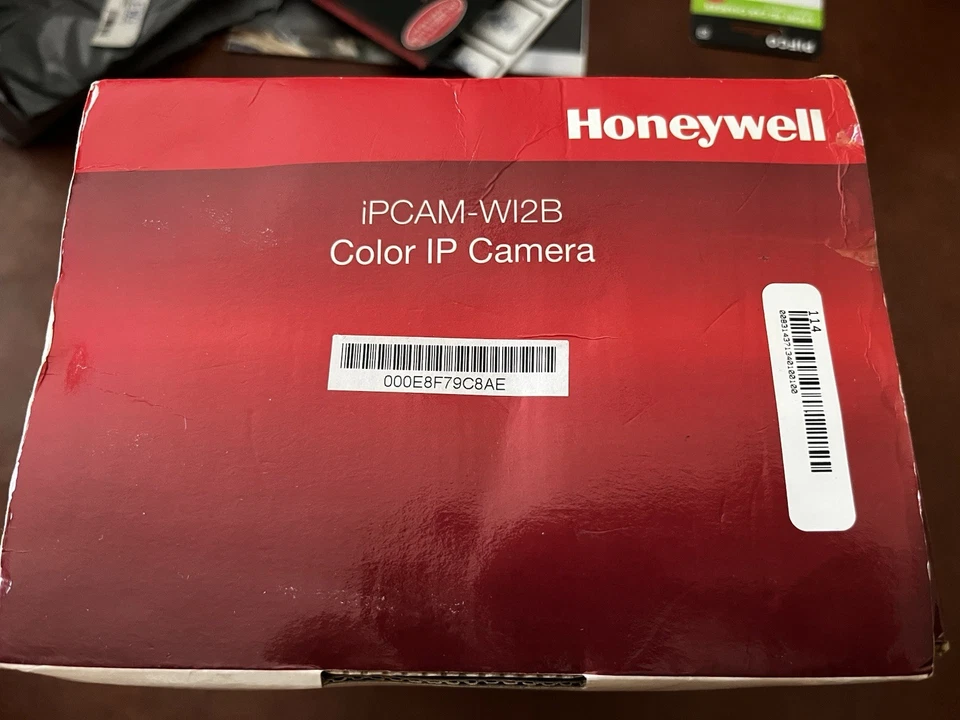 Honeywell
iPCAM-WI2B
Color IP Camera
000E8F79C8AE
114